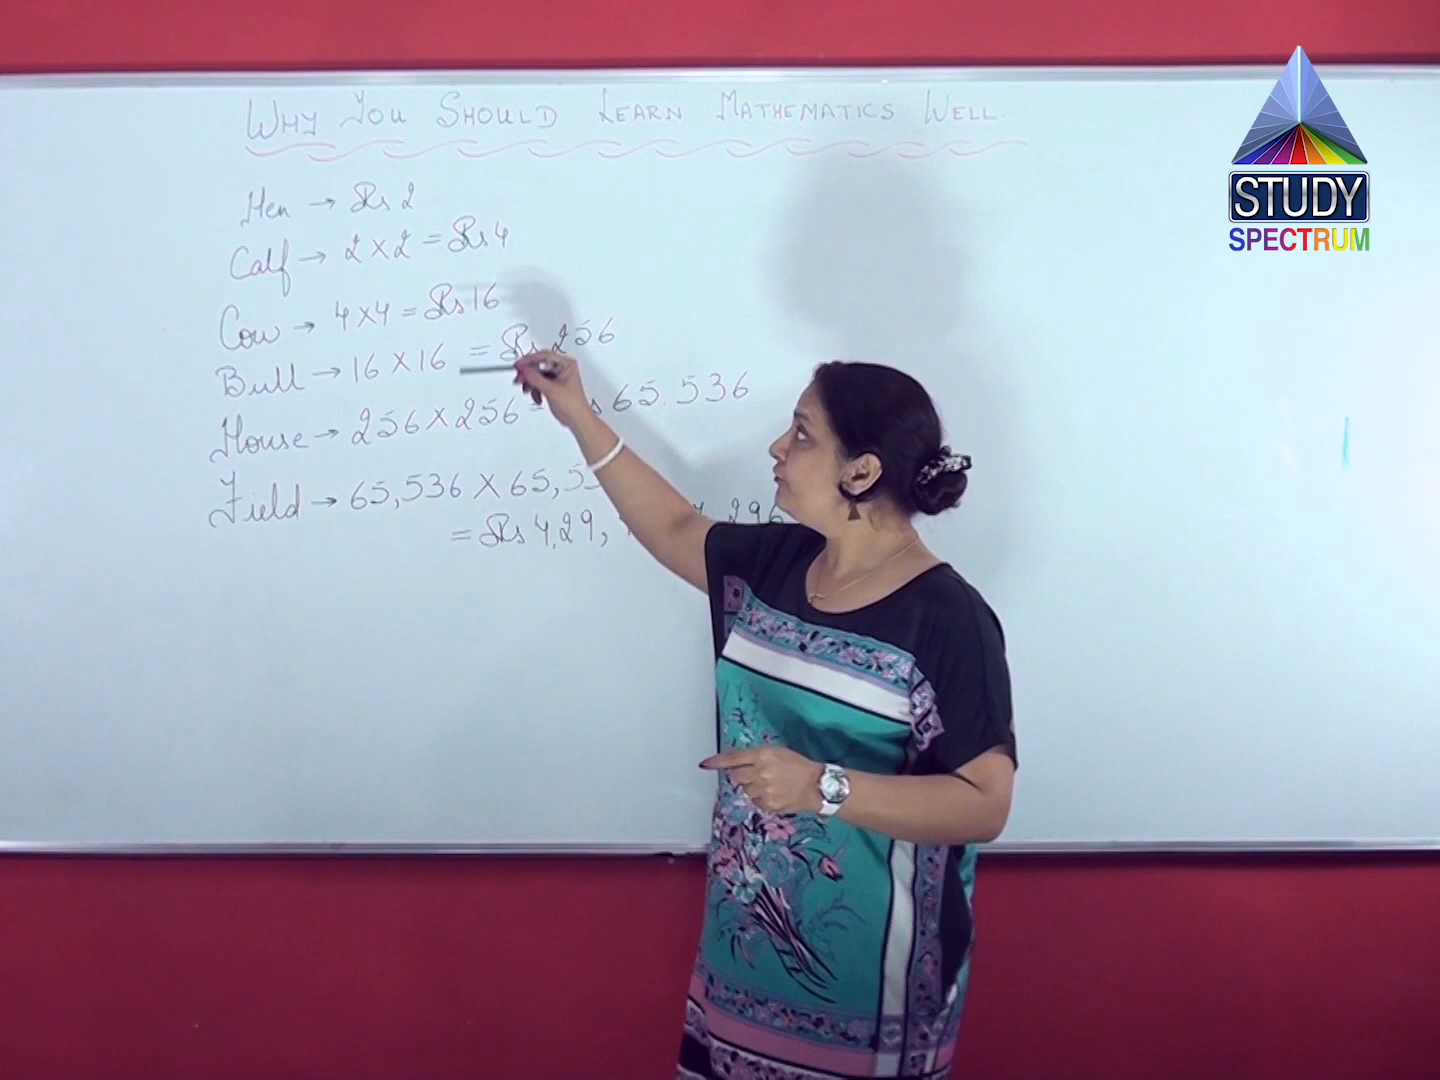 WHY YOU SHOULD LEARN MATHEMATICS WELL.
STUDY
SPECTRUM
Hen → Rs 2
Calf → 2 × 2 = Rs 4
Cow → 4 × 4 = Rs 16
Bull → 16 × 16 = Rs 256
House → 256 × 256 = s 65.536
Field → 65,536 × 65,53
= Rs 4,29, 296